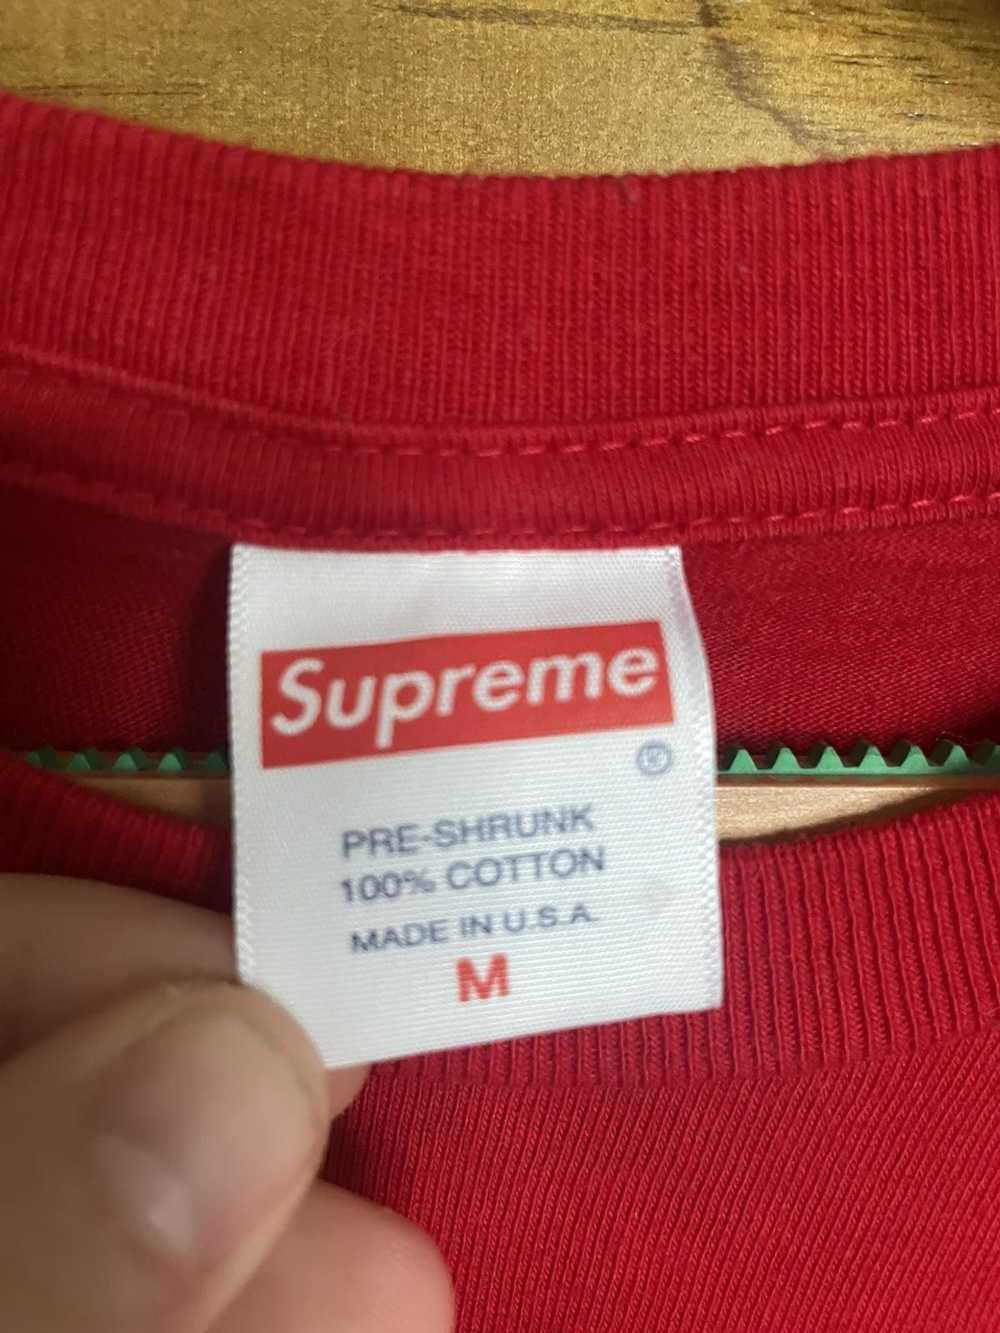 Supreme
®
PRE-SHRUNK
100% COTTON
MADE IN U.S.A.
M